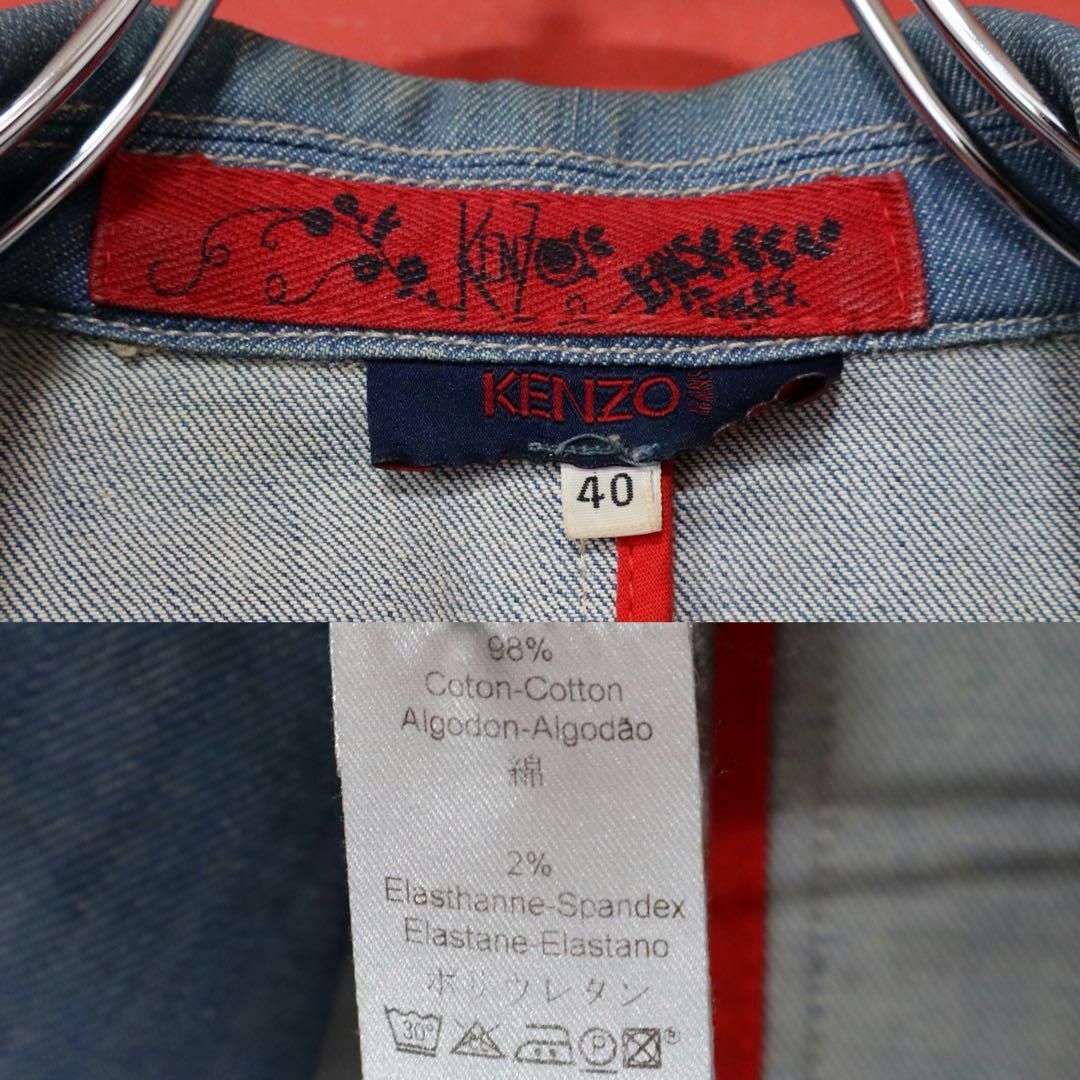 KENZO
KENZO
JEANS
40
98%
Coton-Cotton
Algodon-Algodão
綿
2%
Elasthanne-Spandex
Elastane-Elastano
ポリウレタン
30°
P